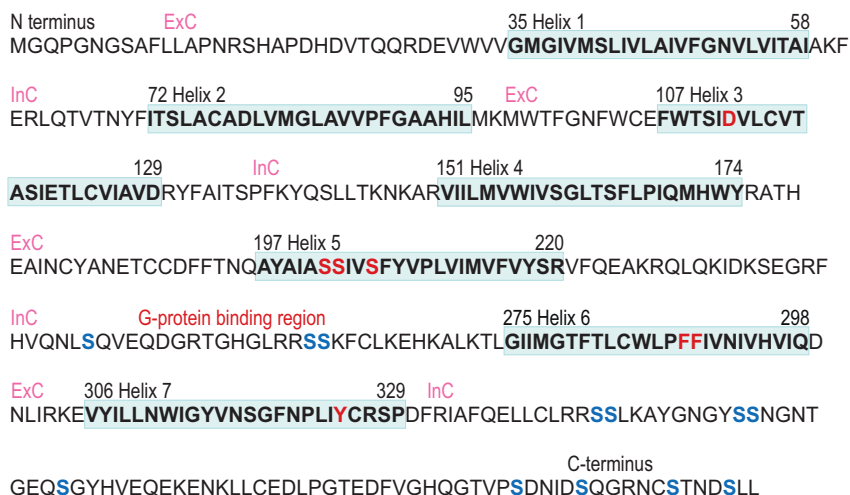 N terminus ExC 35 Helix 1 58
MGQPGNGSAFLLAPNRSHAPDHDVTQQRDEVWVVGMGIVMSLIVLAIVFGNVLVITAIAKF
InC 72 Helix 2 95 ExC 107 Helix 3
ERLQTVTNYFITSLACADLVMGLAVVPFGAAHILMKMWTFGNFWCEFWTSIDVLCVT
129 InC 151 Helix 4 174
ASIETLCVIAVDRYFAITSPFKYQSLLTKNKARVIILMVWIVSGLTSFLPIQMHWYRATH
ExC 197 Helix 5 220
EAINCYANETCCDFFTNQAYAIASSIVSFYVPLVIMVFVYSRVFQEAKRQLQKIDKSEGRF
InC G-protein binding region 275 Helix 6 298
HVQNLSQVEQDGRTGHGLRRSSKFCLKEHKALKTLGIIMGTFTLCWLPFFIVNIVHVIQD
ExC 306 Helix 7 329 InC
NLIRKEVYILLNWIGYVNSGFNPLIYCRSPDFRIAFQELLCLRRSSLKAYGNGYSSNGNT
C-terminus
GEQSGYHVEQEKENKLLCEDLPGTEDFVGHQGTVPSDNIDSQGRNCSTNDSLL